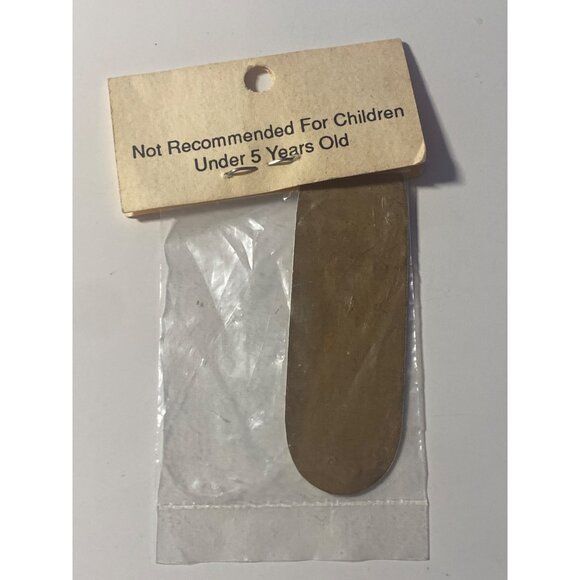 Not Recommended For Children
Under 5 Years Old